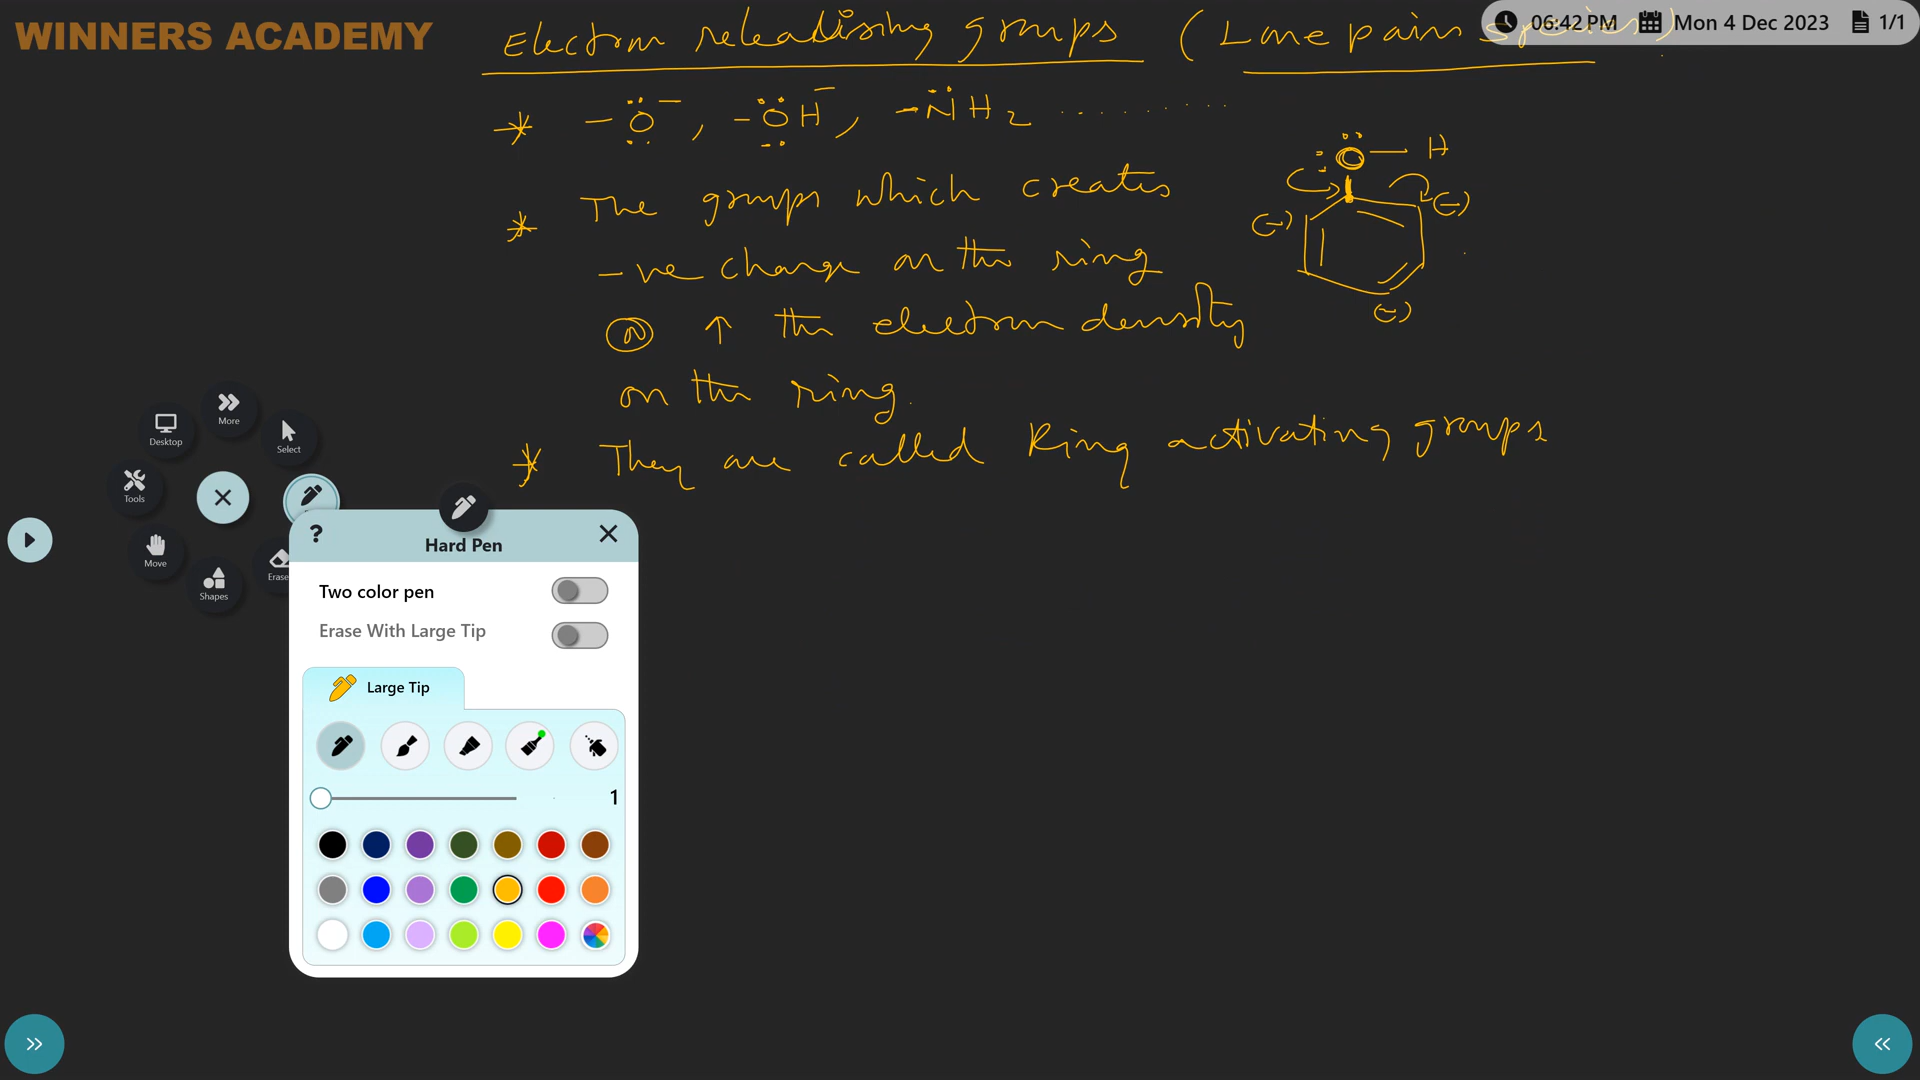 WINNERS ACADEMY
Electron releasing groups (Lone pairs species)
06:42 PM Mon 4 Dec 2023 1/1
* -Ö⁻, -ÖH, -N̈H₂ ........
O - H
* The groups which creates
(-) (-)
-ve charge on the ring
(-)
↑ the electron density
on the ring.
* They are called Ring activating groups
More
Desktop
Select
Tools
Move
Erase
Shapes
? Hard Pen
Two color pen
Erase With Large Tip
Large Tip
1